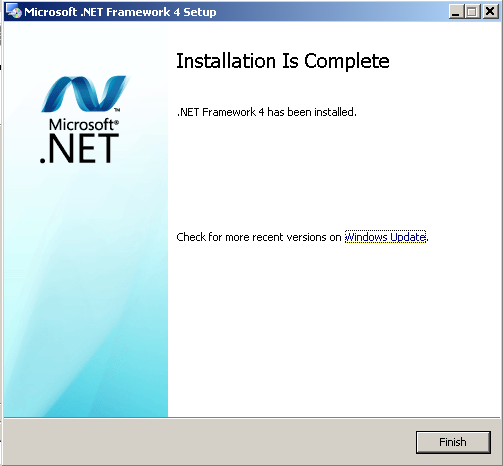 Microsoft .NET Framework 4 Setup
Installation Is Complete
Microsoft®
.NET
™
.NET Framework 4 has been installed.
Check for more recent versions on Windows Update.
Finish